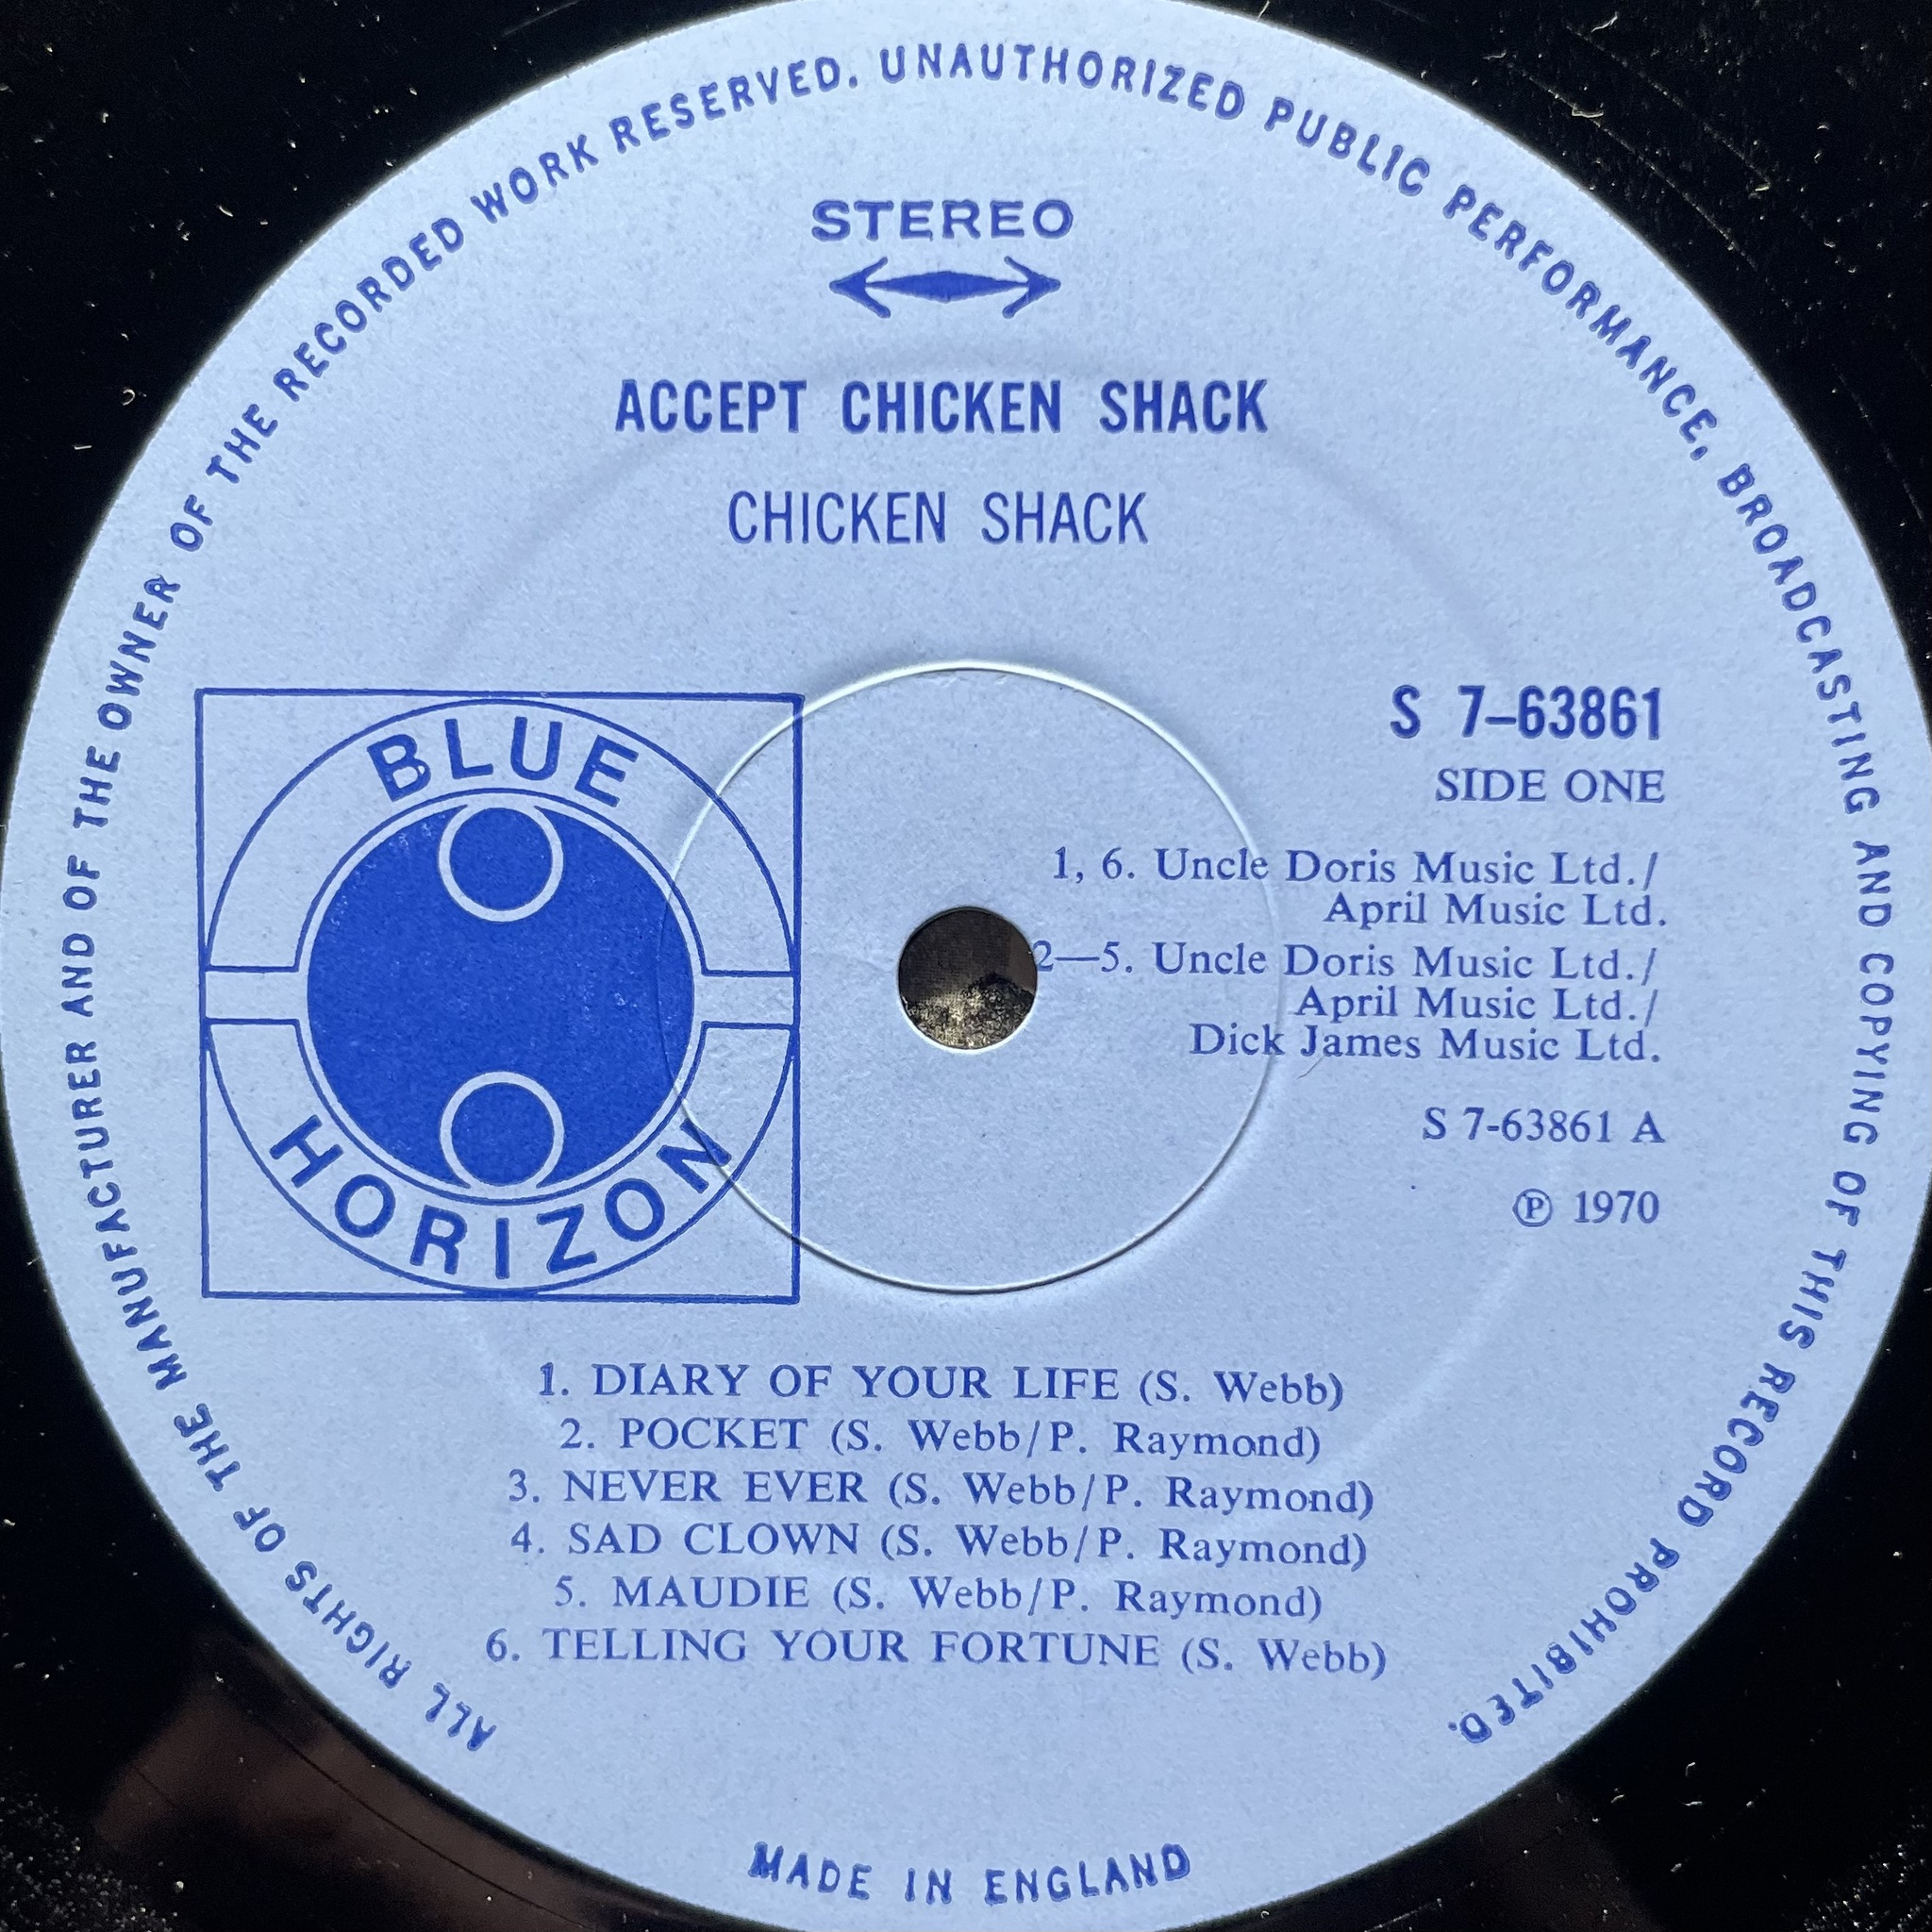 ALL RIGHTS OF THE MANUFACTURER AND OF THE OWNER OF THE RECORDED WORK RESERVED. UNAUTHORIZED PUBLIC PERFORMANCE, BROADCASTING AND COPYING OF THIS RECORD PROHIBITED.
STEREO
ACCEPT CHICKEN SHACK
CHICKEN SHACK
BLUE
HORIZON
S 7–63861
SIDE ONE
1, 6. Uncle Doris Music Ltd./
April Music Ltd.
2—5. Uncle Doris Music Ltd./
April Music Ltd./
Dick James Music Ltd.
S 7-63861 A
℗ 1970
1. DIARY OF YOUR LIFE (S. Webb)
2. POCKET (S. Webb/P. Raymond)
3. NEVER EVER (S. Webb/P. Raymond)
4. SAD CLOWN (S. Webb/P. Raymond)
5. MAUDIE (S. Webb/P. Raymond)
6. TELLING YOUR FORTUNE (S. Webb)
MADE IN ENGLAND